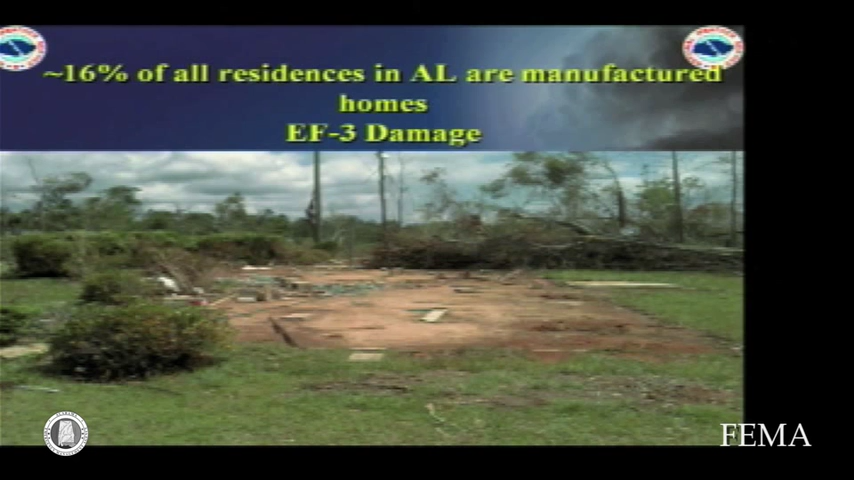 ~16% of all residences in AL are manufactured
homes
EF-3 Damage
FEMA